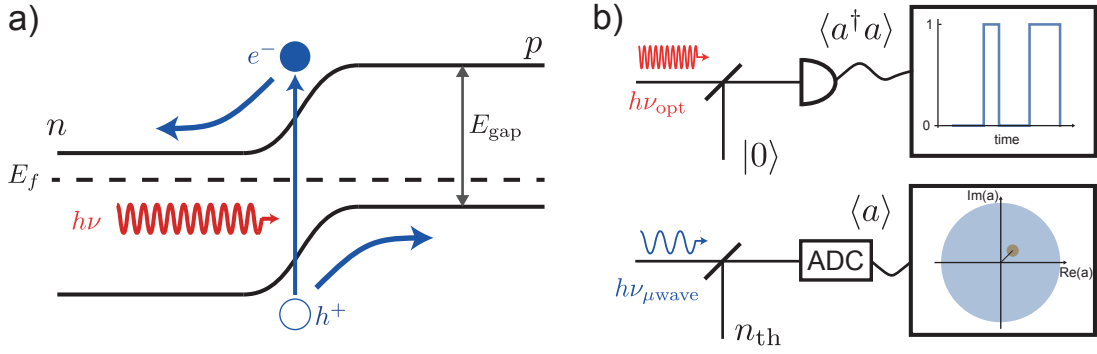 a)
e⁻
p
n
E_gap
E_f
hν
h⁺
b)
⟨a†a⟩
hν_opt
|0⟩
1
0
time
⟨a⟩
Im(a)
hν_μwave
ADC
Re(a)
n_th